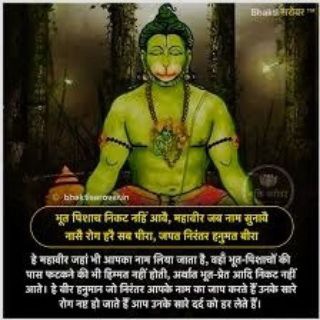 Bhakti सरोवर ™
© - bhaktisarovar.in
भूत पिशाच निकट नहिं आवै, महावीर जब नाम सुनावै
नासै रोग हरै सब पीरा, जपत निरंतर हनुमत बीरा
हे महावीर जहां भी आपका नाम लिया जाता है, वहाँ भूत-पिशाचों की
पास फटकने की भी हिम्मत नहीं होती, अर्थात भूत-प्रेत आदि निकट नहीं
आते। हे वीर हनुमान जो निरंतर आपके नाम का जाप करते हैं उनके सारे
रोग नष्ट हो जाते हैं आप उनके सारे दर्द को हर लेते हैं।